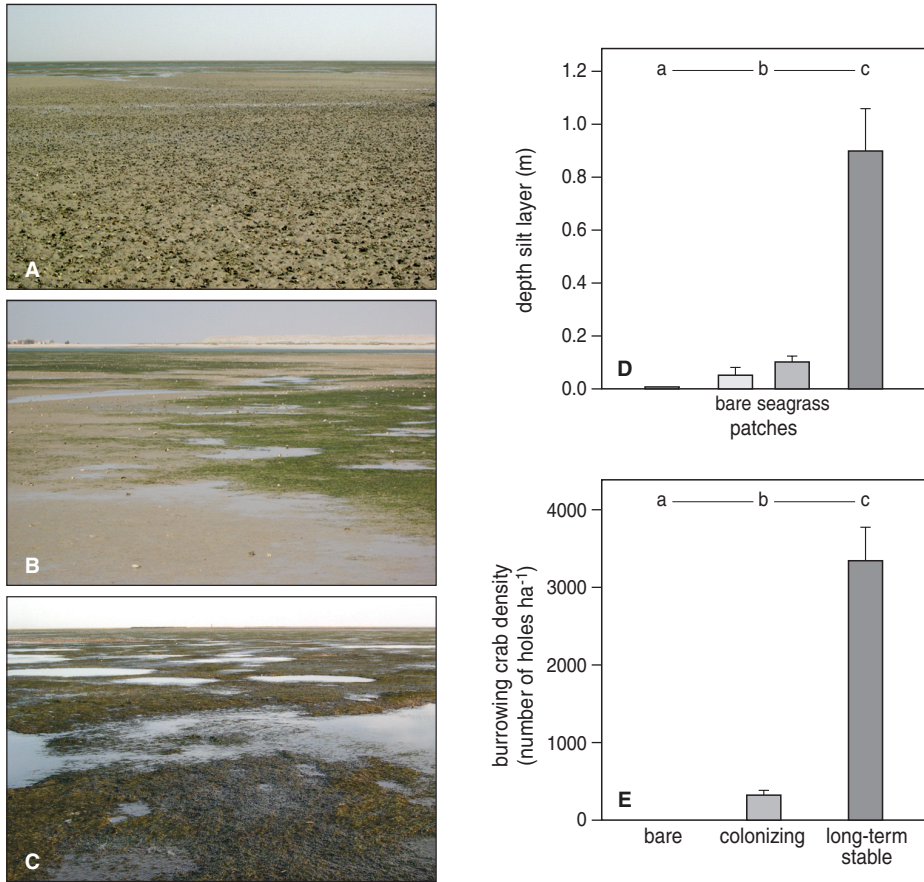 A
B
C
depth silt layer (m)
1.2
1.0
0.8
0.6
0.4
0.2
0.0
a
b
c
D
bare seagrass
patches
burrowing crab density
(number of holes ha⁻¹)
4000
3000
2000
1000
0
a
b
c
E
bare
colonizing
long-term
stable